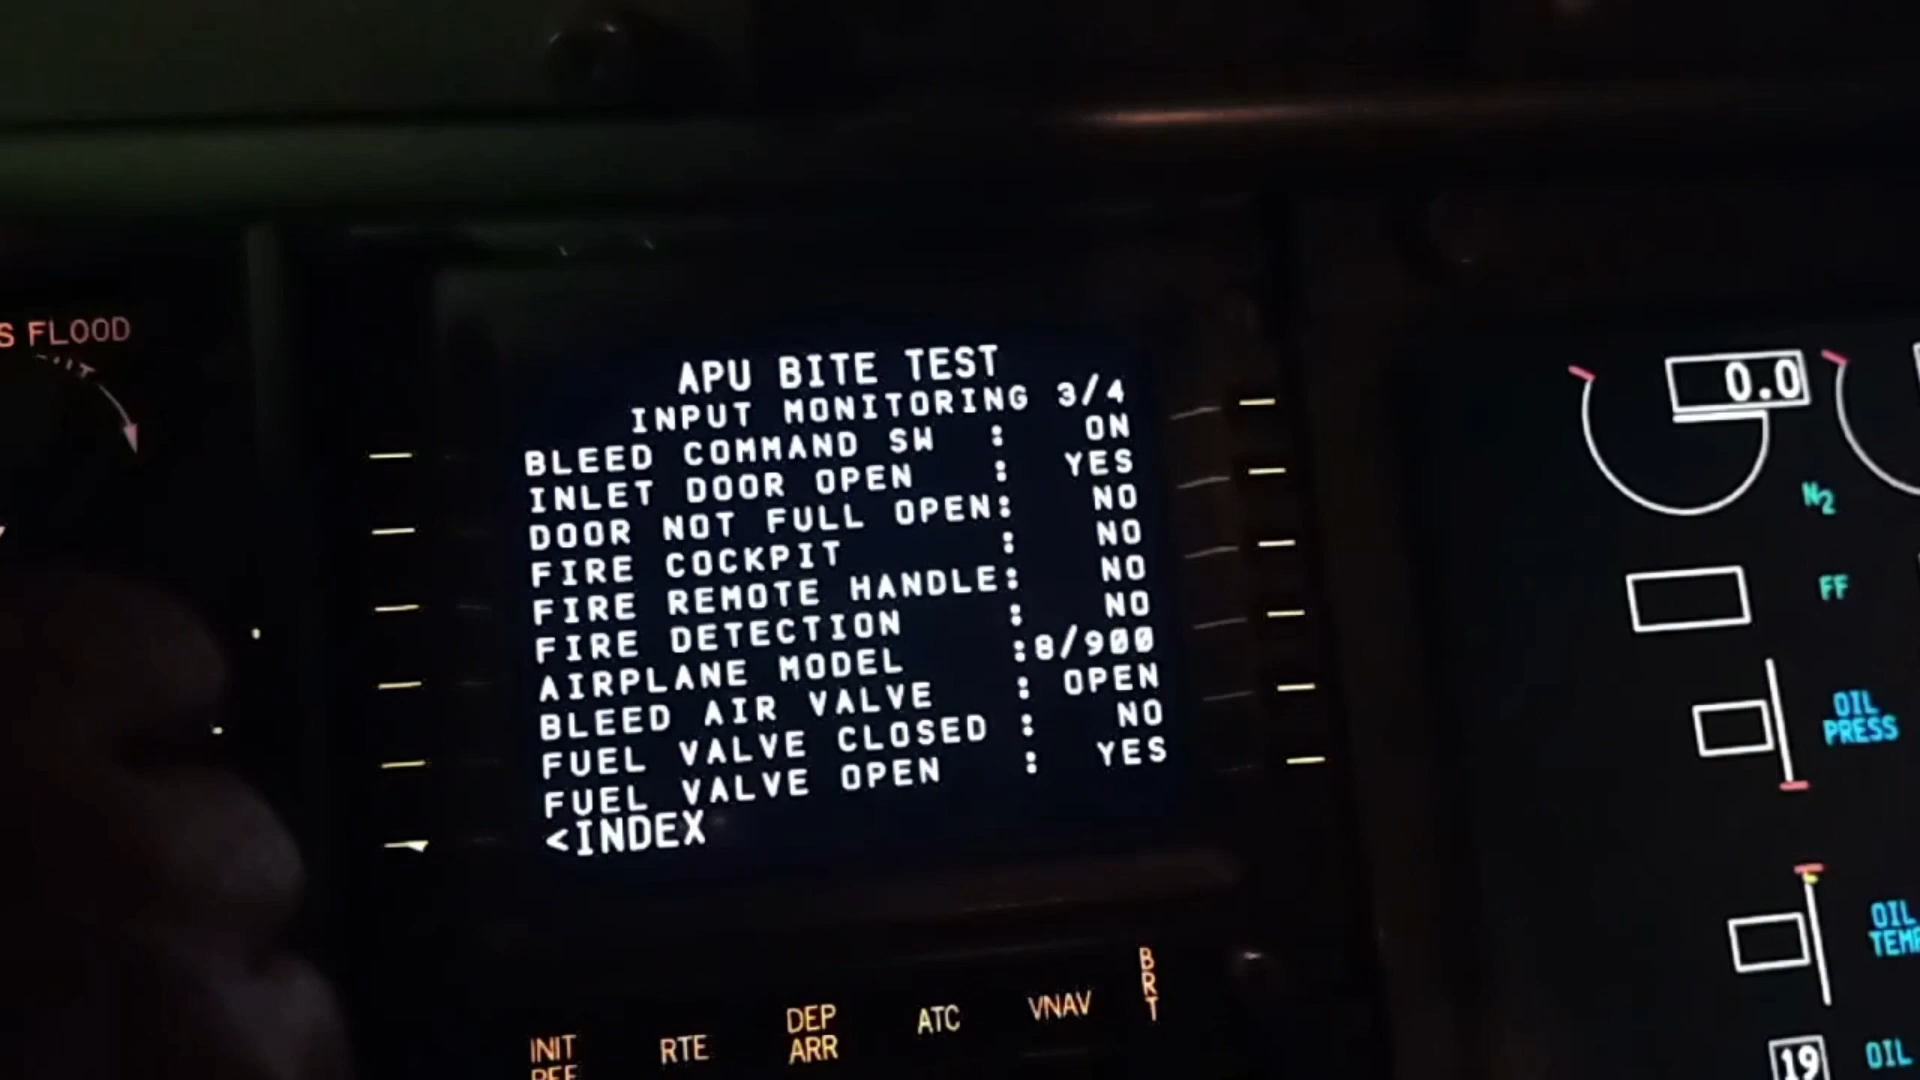 S FLOOD
APU BITE TEST
INPUT MONITORING 3/4
BLEED COMMAND SW : ON
INLET DOOR OPEN : YES
DOOR NOT FULL OPEN: NO
FIRE COCKPIT : NO
FIRE REMOTE HANDLE: NO
FIRE DETECTION : NO
AIRPLANE MODEL :8/900
BLEED AIR VALVE : OPEN
FUEL VALVE CLOSED : NO
FUEL VALVE OPEN : YES
<INDEX
INIT
REF
RTE
DEP
ARR
ATC
VNAV
BRT
0.0
N2
FF
OIL
PRESS
OIL
TEMP
19
OIL